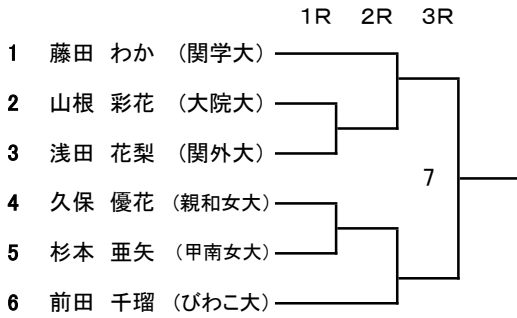 1R 2R 3R
1 藤田 わか (関学大)
2 山根 彩花 (大院大)
3 浅田 花梨 (関外大)
7
4 久保 優花 (親和女大)
5 杉本 亜矢 (甲南女大)
6 前田 千瑠 (びわこ大)